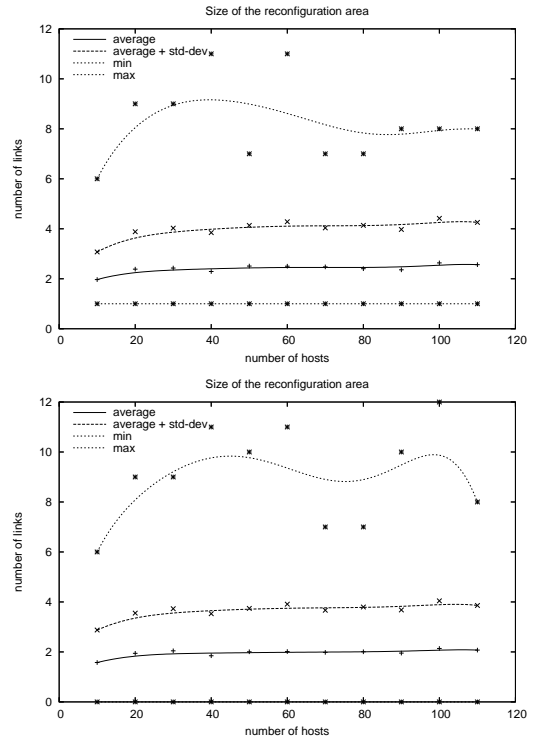 Size of the reconfiguration area
12
10
8
6
4
2
0
number of links
average
average + std-dev
min
max
0 20 40 60 80 100 120
number of hosts
Size of the reconfiguration area
12
10
8
6
4
2
0
number of links
average
average + std-dev
min
max
0 20 40 60 80 100 120
number of hosts